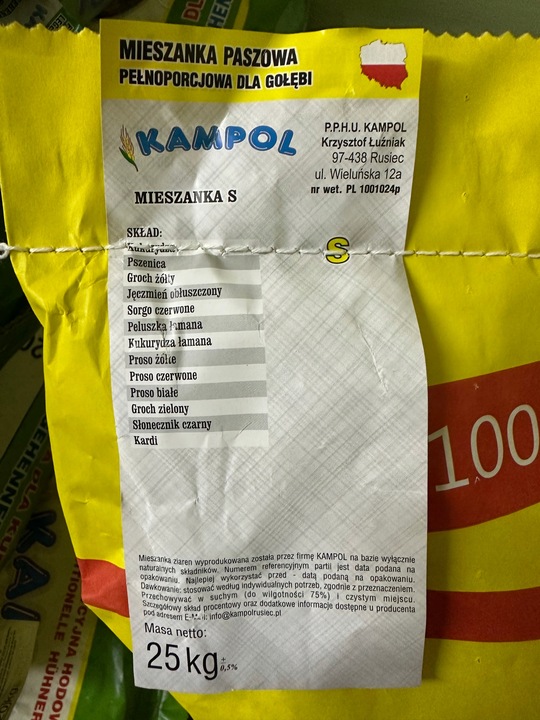 MIESZANKA PASZOWA
PEŁNOPORCJOWA DLA GOŁĘBI
KAMPOL
P.P.H.U. KAMPOL
Krzysztof Łuźniak
97-438 Rusiec
ul. Wieluńska 12a
nr wet. PL 1001024p
MIESZANKA S
SKŁAD:
Kukurydza
S
Pszenica
Groch żółty
Jęczmień obłuszczony
Sorgo czerwone
Peluszka łamana
Kukurydza łamana
Proso żółte
Proso czerwone
Proso białe
Groch zielony
Słonecznik czarny
Kardi
100
Mieszanka ziaren wyprodukowana została przez firmę KAMPOL na bazie wyłącznie
naturalnych składników. Numerem referencyjnym partii jest data podana na
opakowaniu. Najlepiej wykorzystać przed - datą podaną na opakowaniu.
Dawkowanie: stosować według indywidualnych potrzeb, zgodnie z przeznaczeniem.
Przechowywać w suchym (do wilgotności 75%) i czystym miejscu.
Szczegółowy skład procentowy oraz dodatkowe informacje dostępne u producenta
pod adresem info@kampolrusiec.pl
Masa netto:
25 kg ± 0,5%